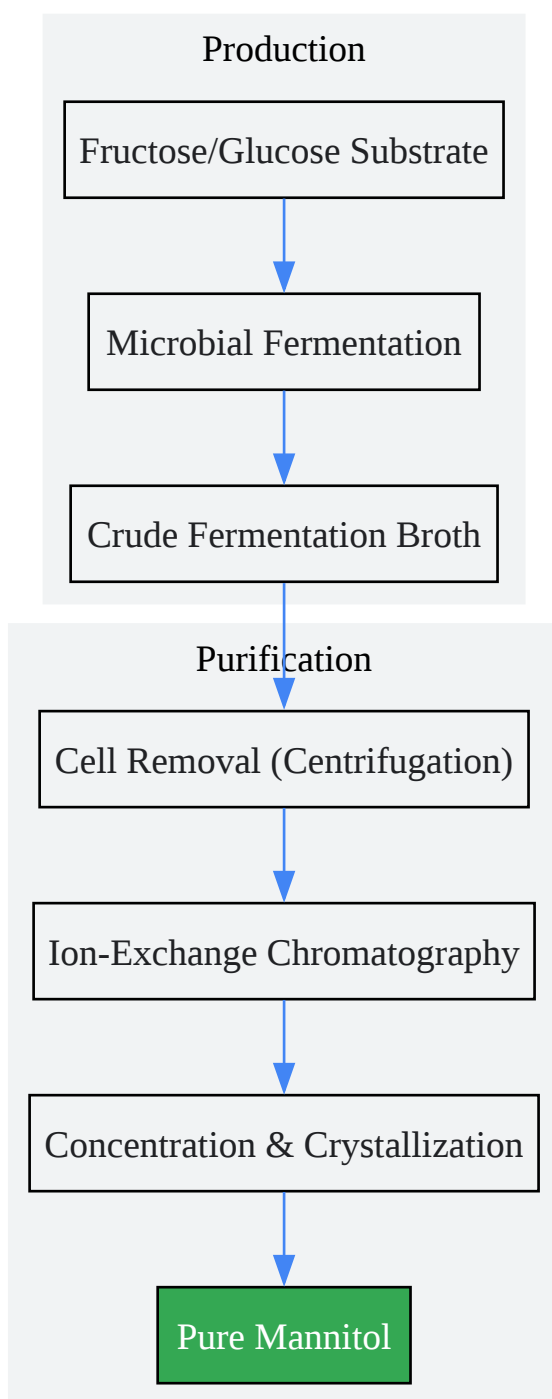 Production
Fructose/Glucose Substrate
Microbial Fermentation
Crude Fermentation Broth
Purification
Cell Removal (Centrifugation)
Ion-Exchange Chromatography
Concentration & Crystallization
Pure Mannitol